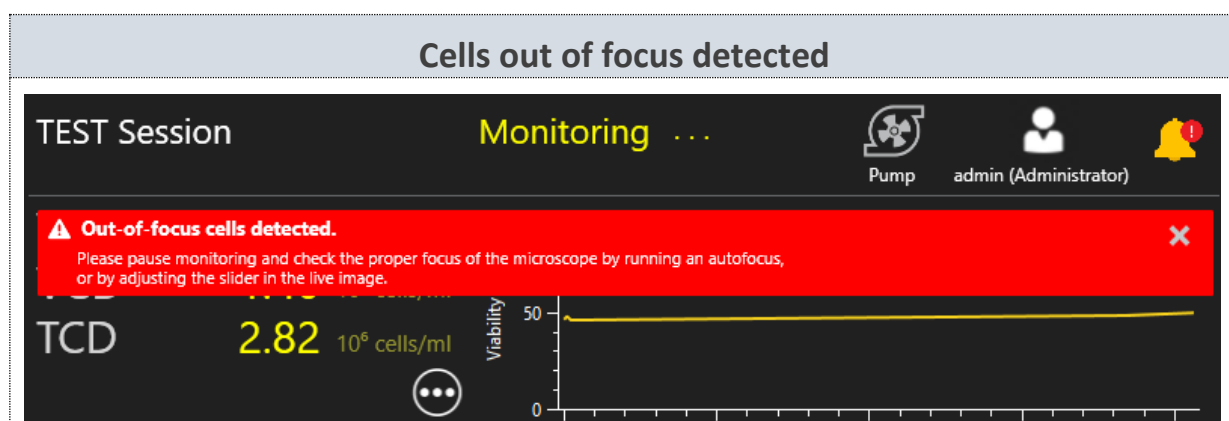 Cells out of focus detected
TEST Session
Monitoring ...
Pump
admin (Administrator)
Out-of-focus cells detected.
Please pause monitoring and check the proper focus of the microscope by running an autofocus,
or by adjusting the slider in the live image.
TCD 2.82 10⁶ cells/ml
Viability
50
0